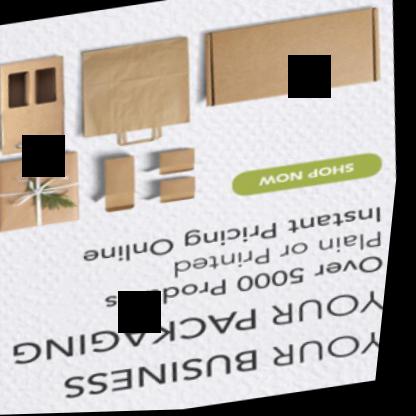 YOUR BUSINESS
YOUR PACKAGING
Over 5000
Plain or Printed
Instant Pricing Online
SHOP NOW